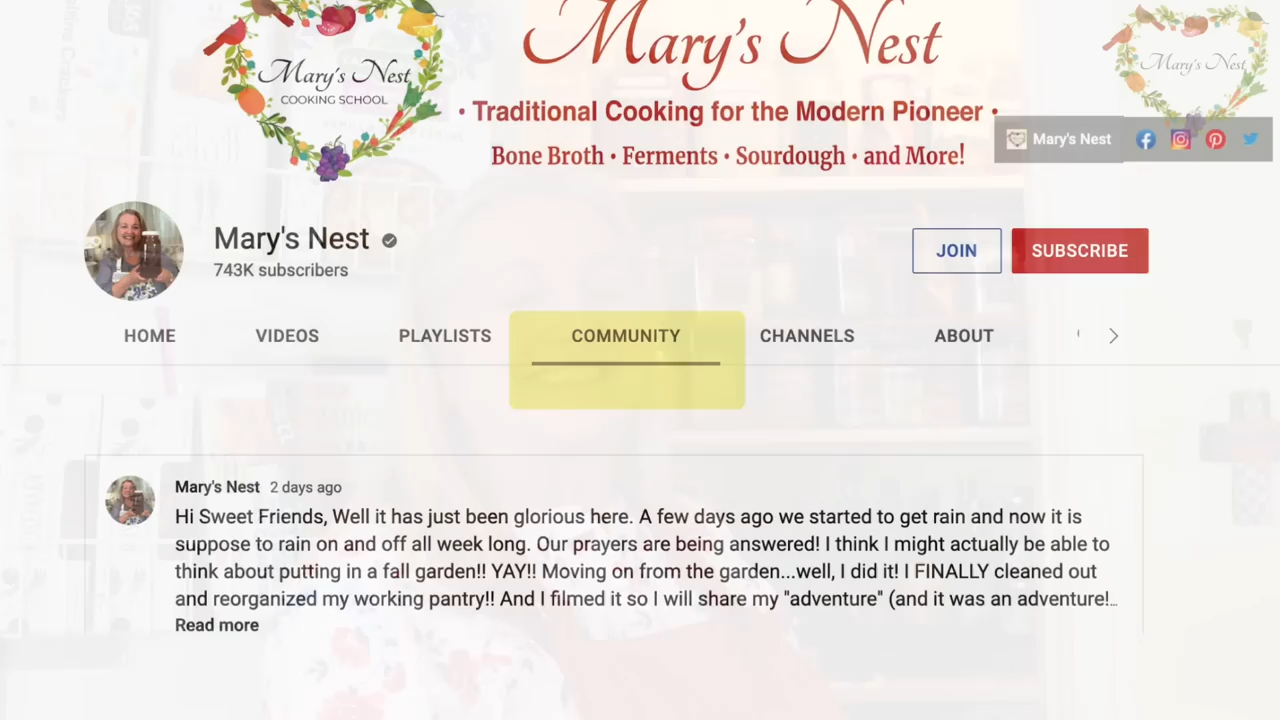 Mary's Nest
COOKING SCHOOL
Mary's Nest
• Traditional Cooking for the Modern Pioneer •
Bone Broth • Ferments • Sourdough • and More!
Mary's Nest
Mary's Nest
Mary's Nest
743K subscribers
JOIN
SUBSCRIBE
HOME VIDEOS PLAYLISTS COMMUNITY CHANNELS ABOUT
Mary's Nest 2 days ago
Hi Sweet Friends, Well it has just been glorious here. A few days ago we started to get rain and now it is
suppose to rain on and off all week long. Our prayers are being answered! I think I might actually be able to
think about putting in a fall garden!! YAY!! Moving on from the garden...well, I did it! I FINALLY cleaned out
and reorganized my working pantry!! And I filmed it so I will share my "adventure" (and it was an adventure!...
Read more